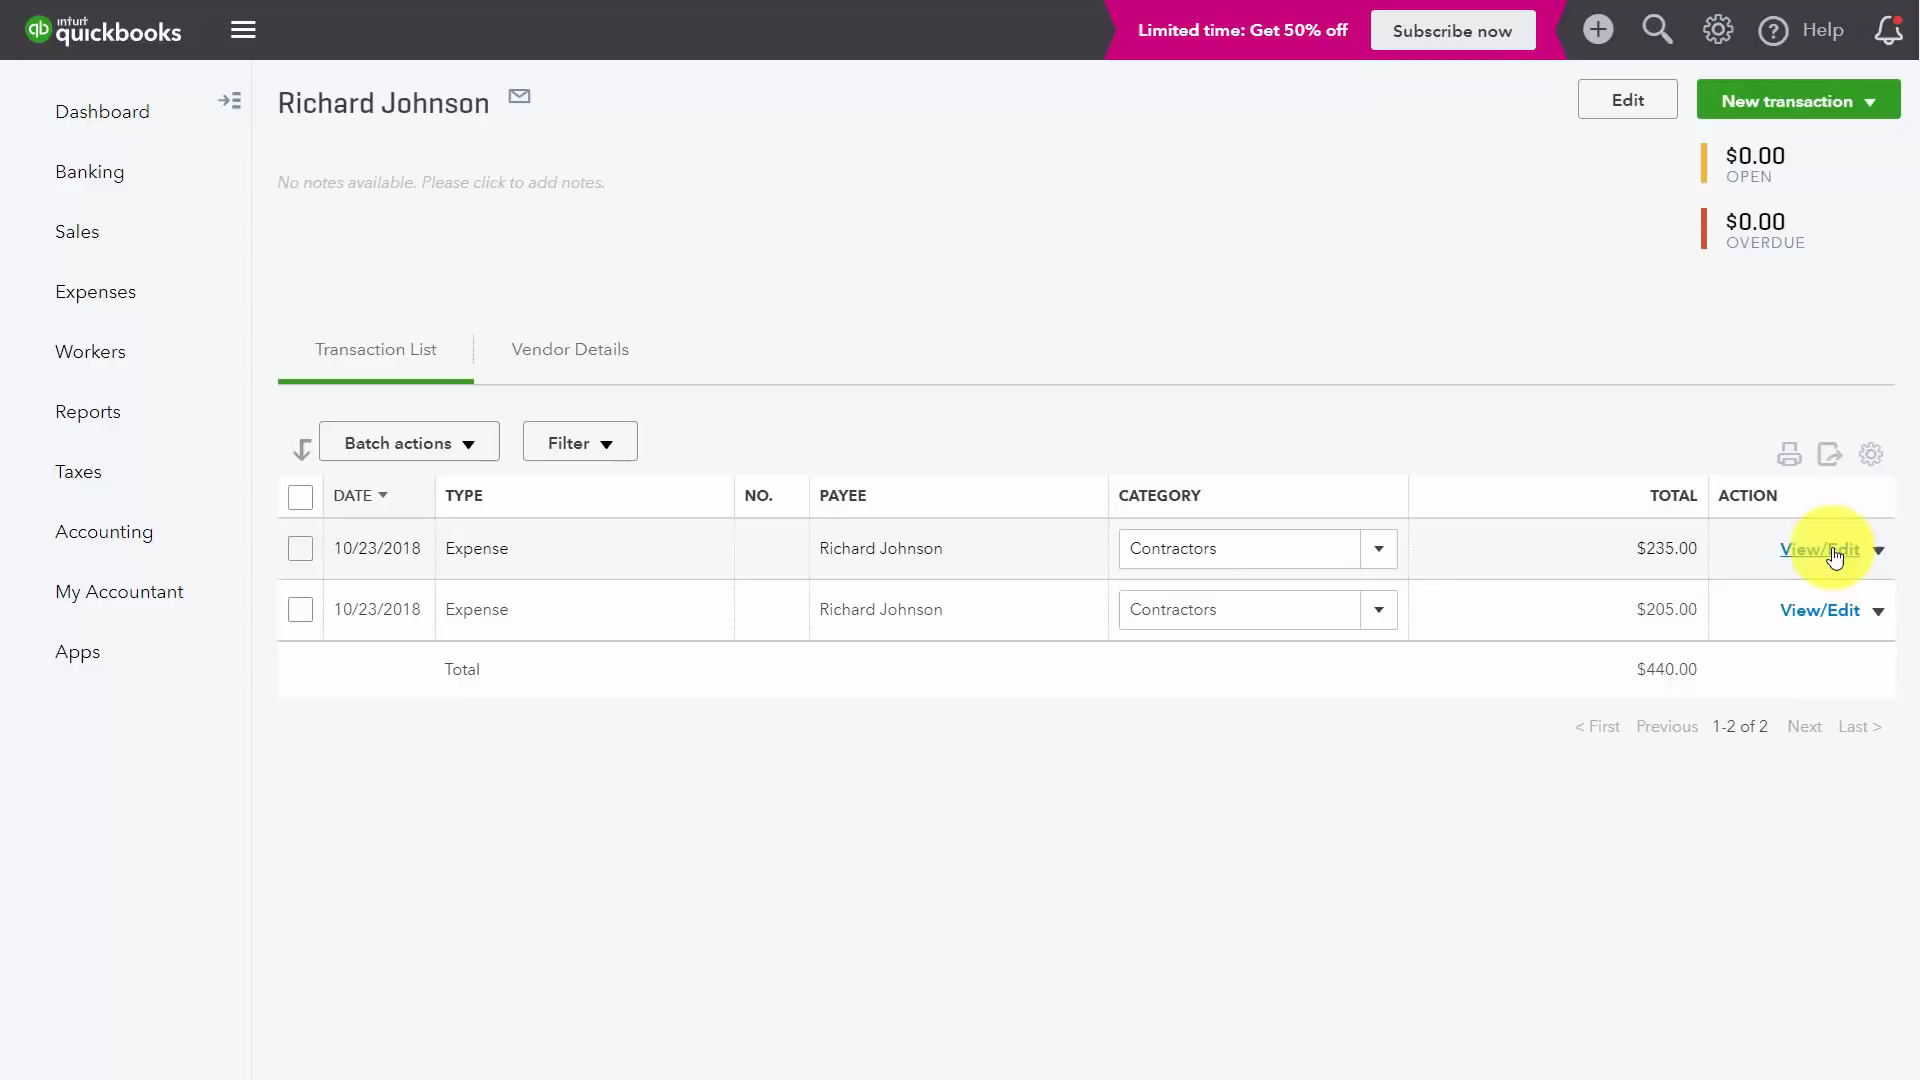 intuit
quickbooks
Limited time: Get 50% off
Subscribe now
Help
Dashboard
Banking
Sales
Expenses
Workers
Reports
Taxes
Accounting
My Accountant
Apps
Richard Johnson
Edit
New transaction
No notes available. Please click to add notes.
$0.00
OPEN
$0.00
OVERDUE
Transaction List
Vendor Details
Batch actions
Filter
DATE TYPE NO. PAYEE CATEGORY TOTAL ACTION
10/23/2018 Expense Richard Johnson Contractors $235.00 View/Edit
10/23/2018 Expense Richard Johnson Contractors $205.00 View/Edit
Total $440.00
< First Previous 1-2 of 2 Next Last >